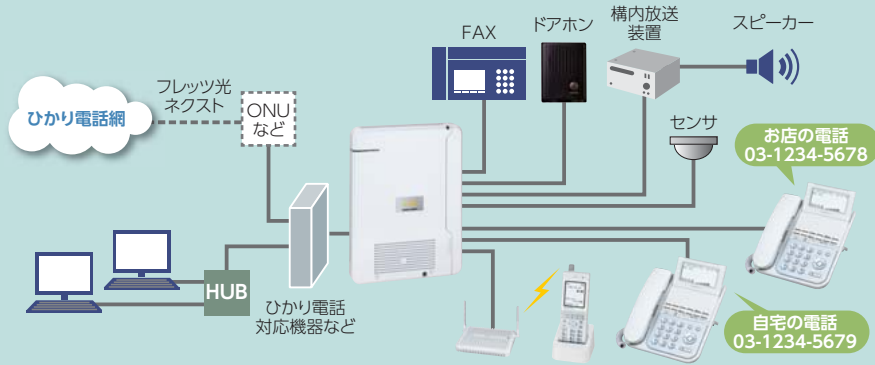 FAX
ドアホン
構内放送
装置
スピーカー
フレッツ光
ネクスト
ひかり電話網
ONU
など
センサ
お店の電話
03-1234-5678
HUB
ひかり電話
対応機器など
自宅の電話
03-1234-5679